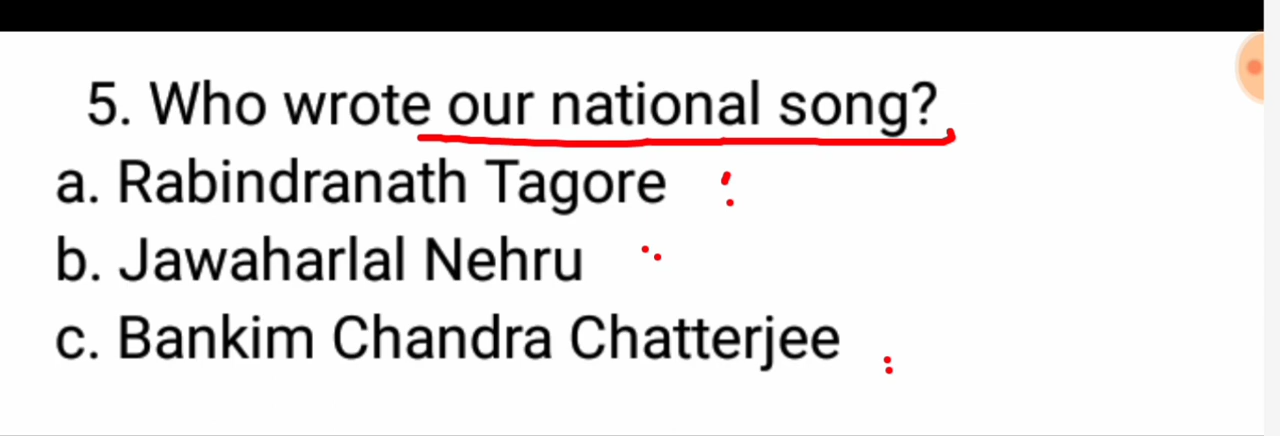 5. Who wrote our national song?
a. Rabindranath Tagore
b. Jawaharlal Nehru
c. Bankim Chandra Chatterjee